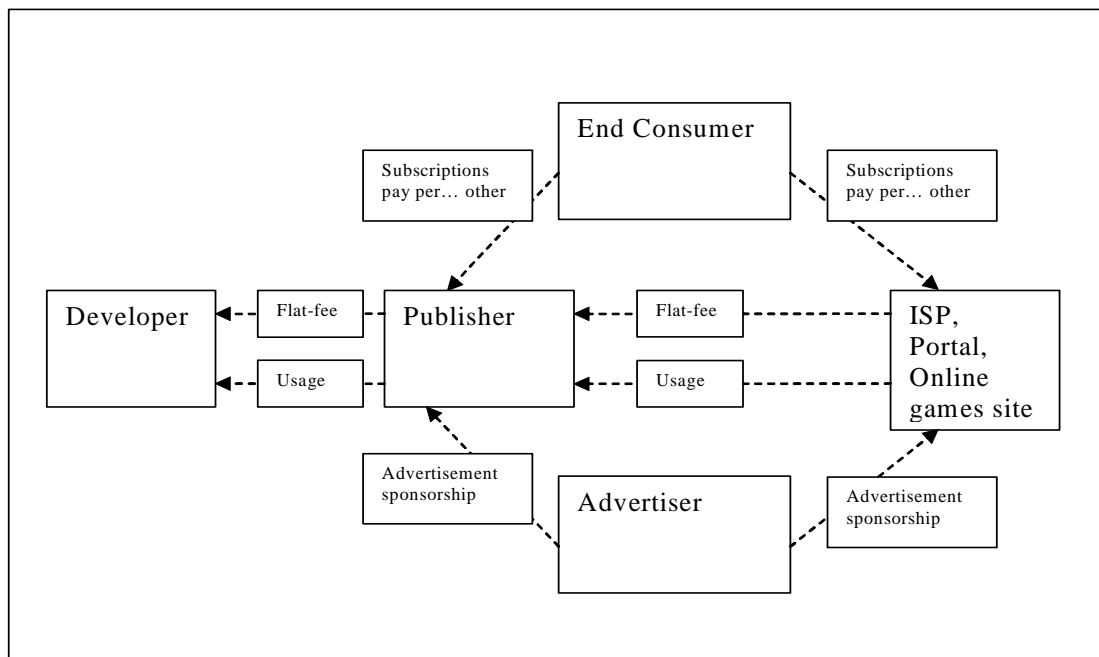 End Consumer
Subscriptions
pay per... other
Subscriptions
pay per... other
Developer
Flat-fee
Publisher
Flat-fee
ISP,
Portal,
Online
games site
Usage
Usage
Advertisement
sponsorship
Advertiser
Advertisement
sponsorship